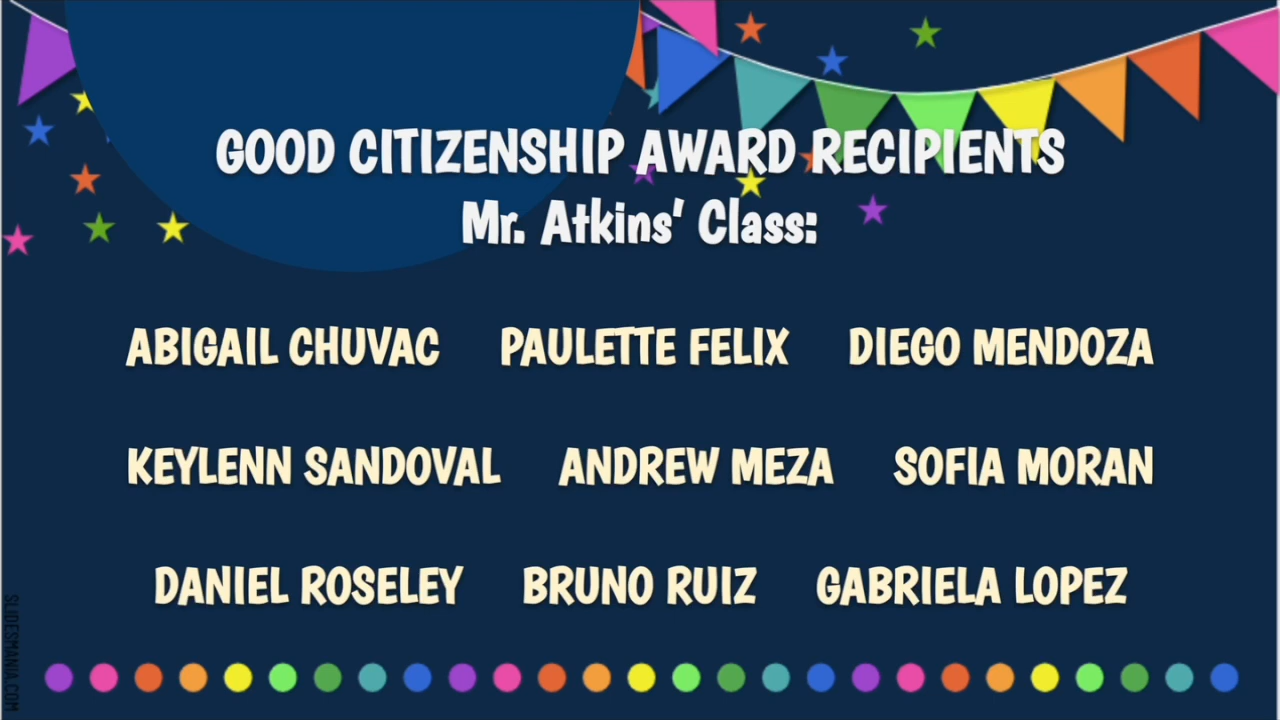 GOOD CITIZENSHIP AWARD RECIPIENTS
Mr. Atkins' Class:
ABIGAIL CHUVAC PAULETTE FELIX DIEGO MENDOZA
KEYLENN SANDOVAL ANDREW MEZA SOFIA MORAN
DANIEL ROSELEY BRUNO RUIZ GABRIELA LOPEZ
SLIDESMANIA.COM